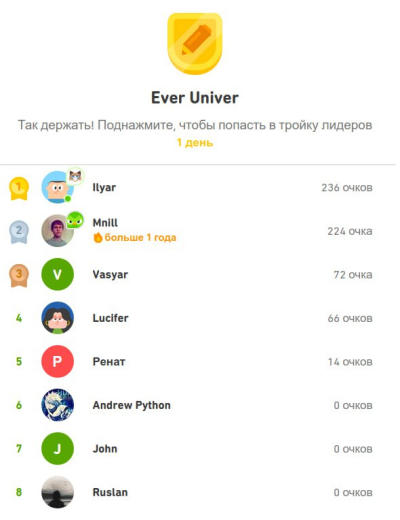 Ever Univer
Так держать! Поднажмите, чтобы попасть в тройку лидеров
1 день
1 Ilyar 236 очков
2 Mnill 224 очка
больше 1 года
3 V Vasyar 72 очка
4 Lucifer 66 очков
5 Р Ренат 14 очков
6 Andrew Python 0 очков
7 J John 0 очков
8 Ruslan 0 очков